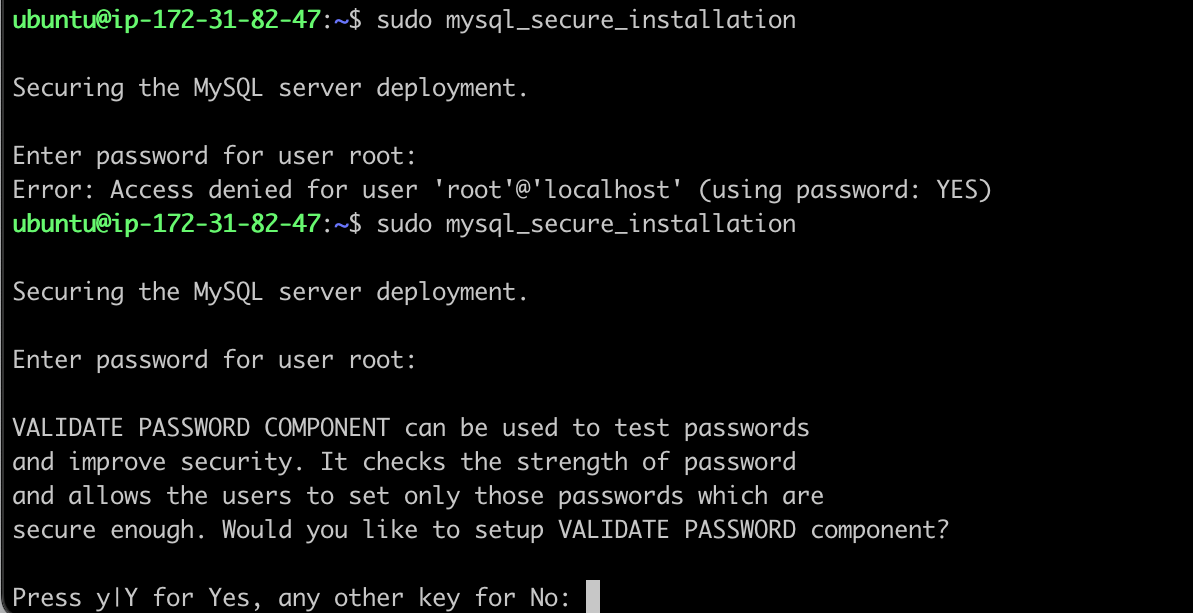 ubuntu@ip-172-31-82-47:~$ sudo mysql_secure_installation
Securing the MySQL server deployment.
Enter password for user root:
Error: Access denied for user 'root'@'localhost' (using password: YES)
ubuntu@ip-172-31-82-47:~$ sudo mysql_secure_installation
Securing the MySQL server deployment.
Enter password for user root:
VALIDATE PASSWORD COMPONENT can be used to test passwords
and improve security. It checks the strength of password
and allows the users to set only those passwords which are
secure enough. Would you like to setup VALIDATE PASSWORD component?
Press y|Y for Yes, any other key for No: